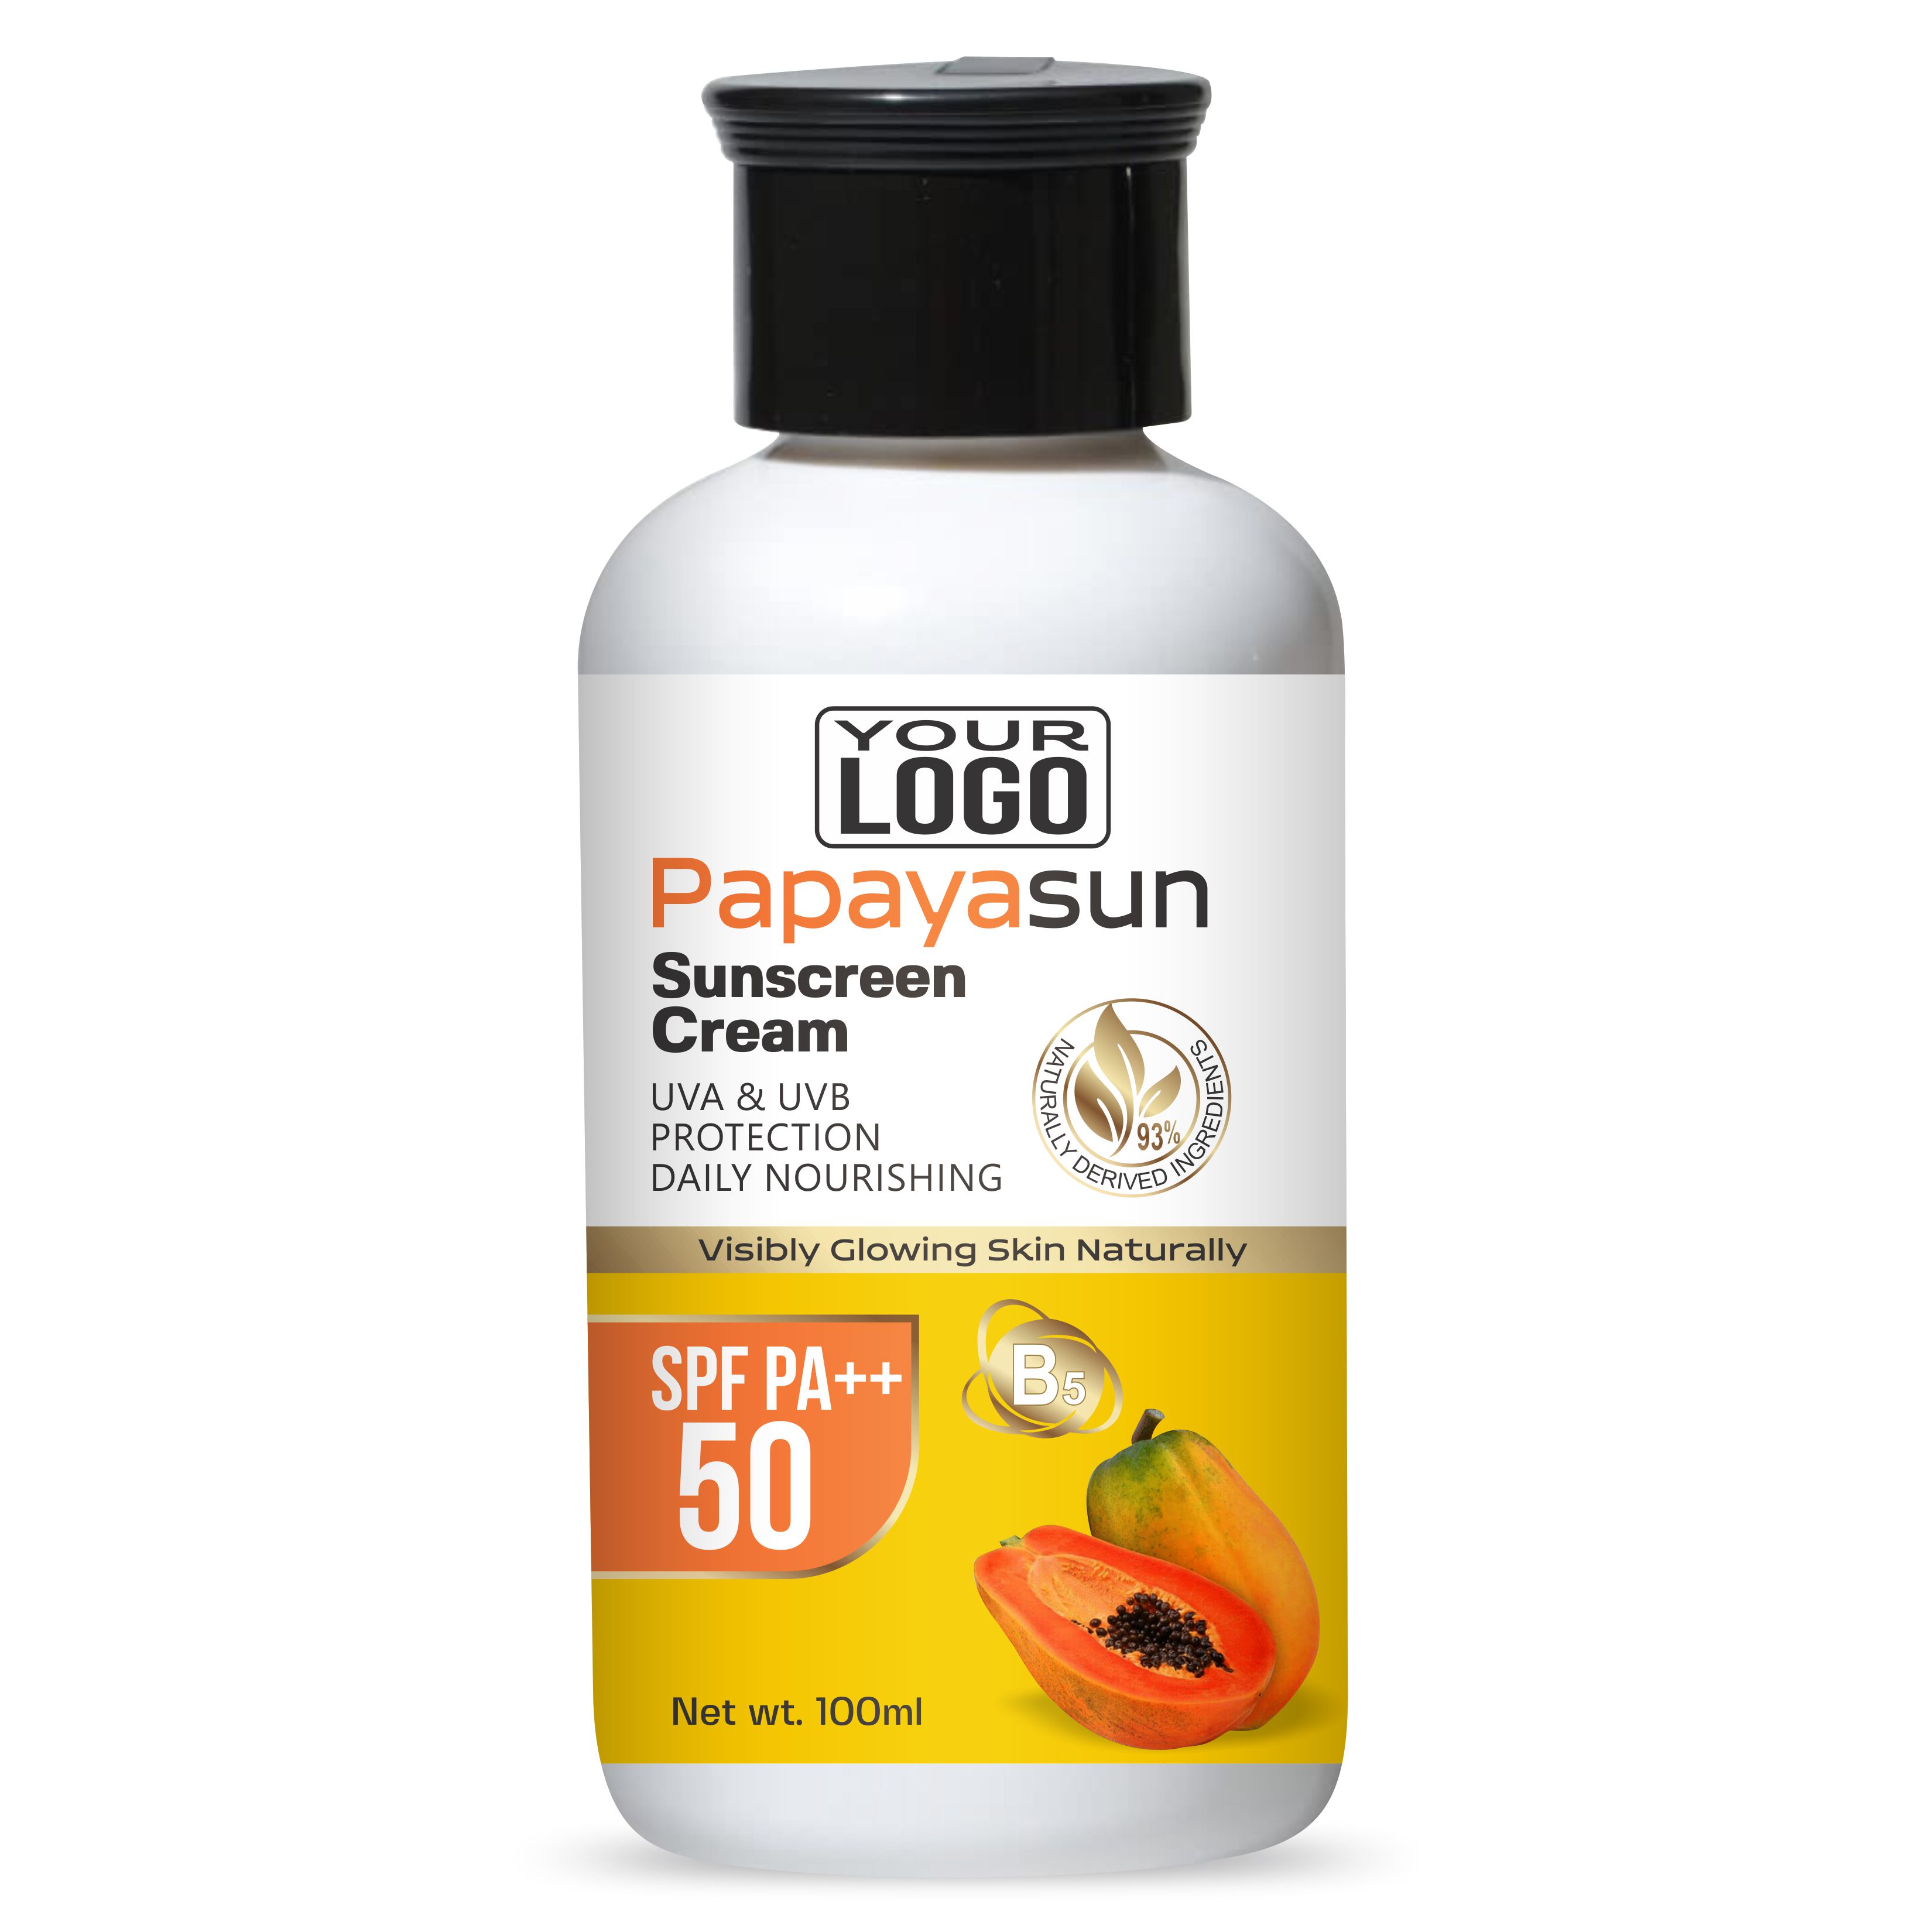 YOUR
LOGO
Papayasun
Sunscreen
Cream
UVA & UVB
PROTECTION
DAILY NOURISHING
NATURALLY DERIVED INGREDIENTS
93%
Visibly Glowing Skin Naturally
SPF PA++
50
B5
Net wt. 100ml